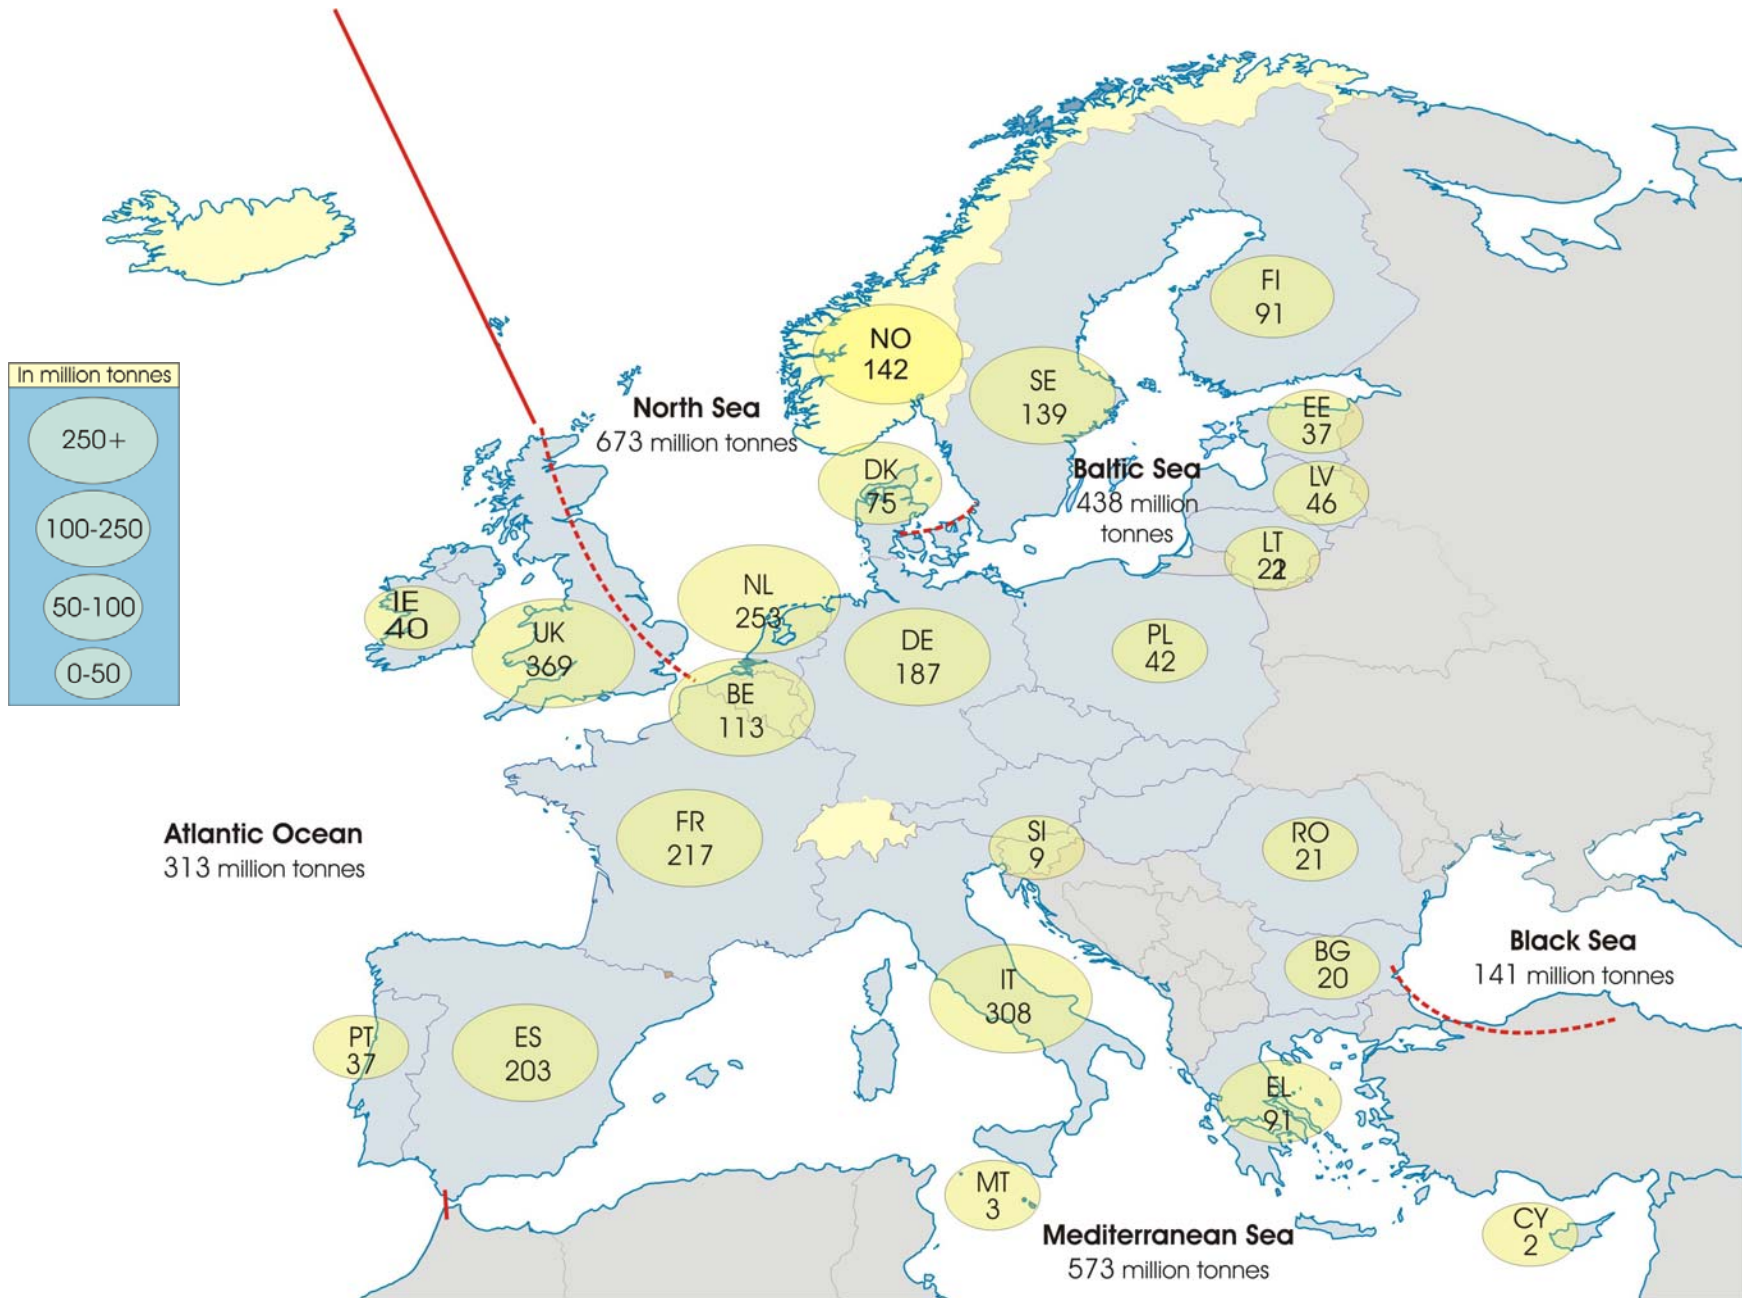 In million tonnes
250+
100-250
50-100
0-50
North Sea
673 million tonnes
NO
142
FI
91
SE
139
EE
37
LV
46
LT
DK
75
Baltic Sea
438 million
tonnes
IE
40
UK
369
NL
253
BE
113
DE
187
PL
42
Atlantic Ocean
313 million tonnes
FR
217
SI
9
RO
21
BG
20
Black Sea
141 million tonnes
PT
37
ES
203
IT
308
EL
91
MT
3
Mediterranean Sea
573 million tonnes
CY
2